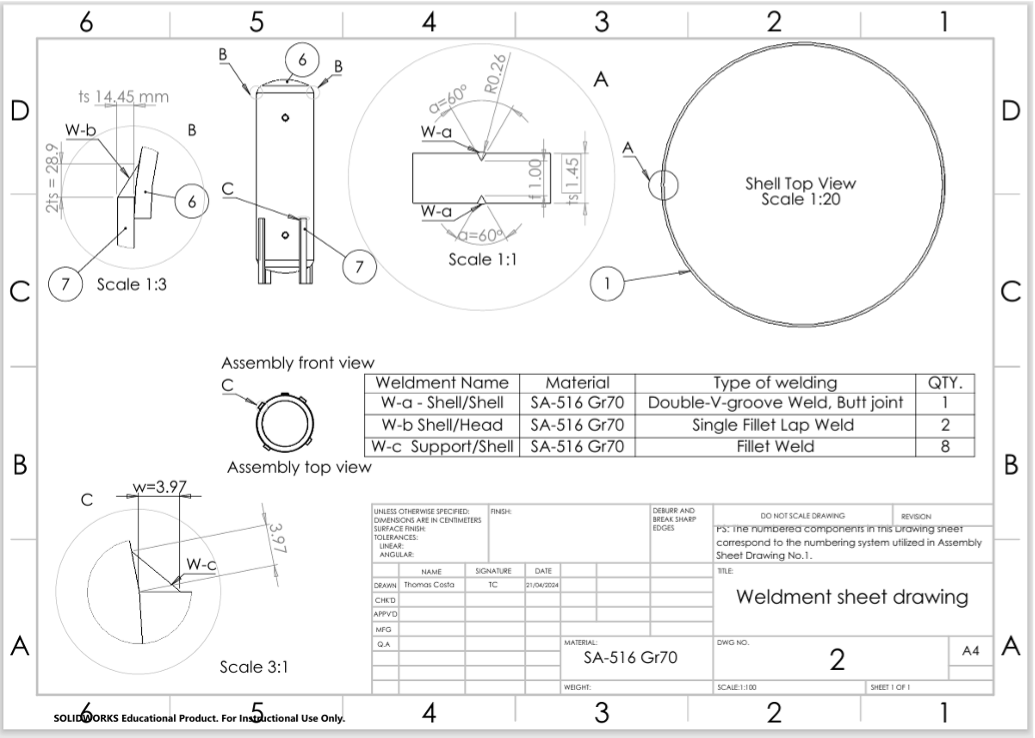 6 5 4 3 2 1
D D
C C
B B
A A
ts 14.45 mm
W-b
B
2ts = 28.9
6
7
Scale 1:3
B
6
B
C
7
A
R0.26
a=60°
W-a
f 1.00
ts 1.45
W-a
a=60°
Scale 1:1
A
Shell Top View
Scale 1:20
1
Assembly front view
C
Assembly top view
Weldment Name Material Type of welding QTY.
W-a - Shell/Shell SA-516 Gr70 Double-V-groove Weld, Butt joint 1
W-b Shell/Head SA-516 Gr70 Single Fillet Lap Weld 2
W-c Support/Shell SA-516 Gr70 Fillet Weld 8
C
w=3.97
3.97
W-c
Scale 3:1
UNLESS OTHERWISE SPECIFIED:
DIMENSIONS ARE IN CENTIMETERS
SURFACE FINISH:
TOLERANCES:
LINEAR:
ANGULAR:
FINISH:
DEBURR AND
BREAK SHARP
EDGES
DO NOT SCALE DRAWING
REVISION
PS: The numbered components in this Drawing sheet
correspond to the numbering system utilized in Assembly
Sheet Drawing No.1.
NAME SIGNATURE DATE
DRAWN Thomas Costa TC 21/04/2024
CHK'D
APPV'D
MFG
Q.A
TITLE:
Weldment sheet drawing
MATERIAL:
SA-516 Gr70
DWG NO.
2
A4
WEIGHT:
SCALE:1:100
SHEET 1 OF 1
SOLIDWORKS Educational Product. For Instructional Use Only.
6 5 4 3 2 1